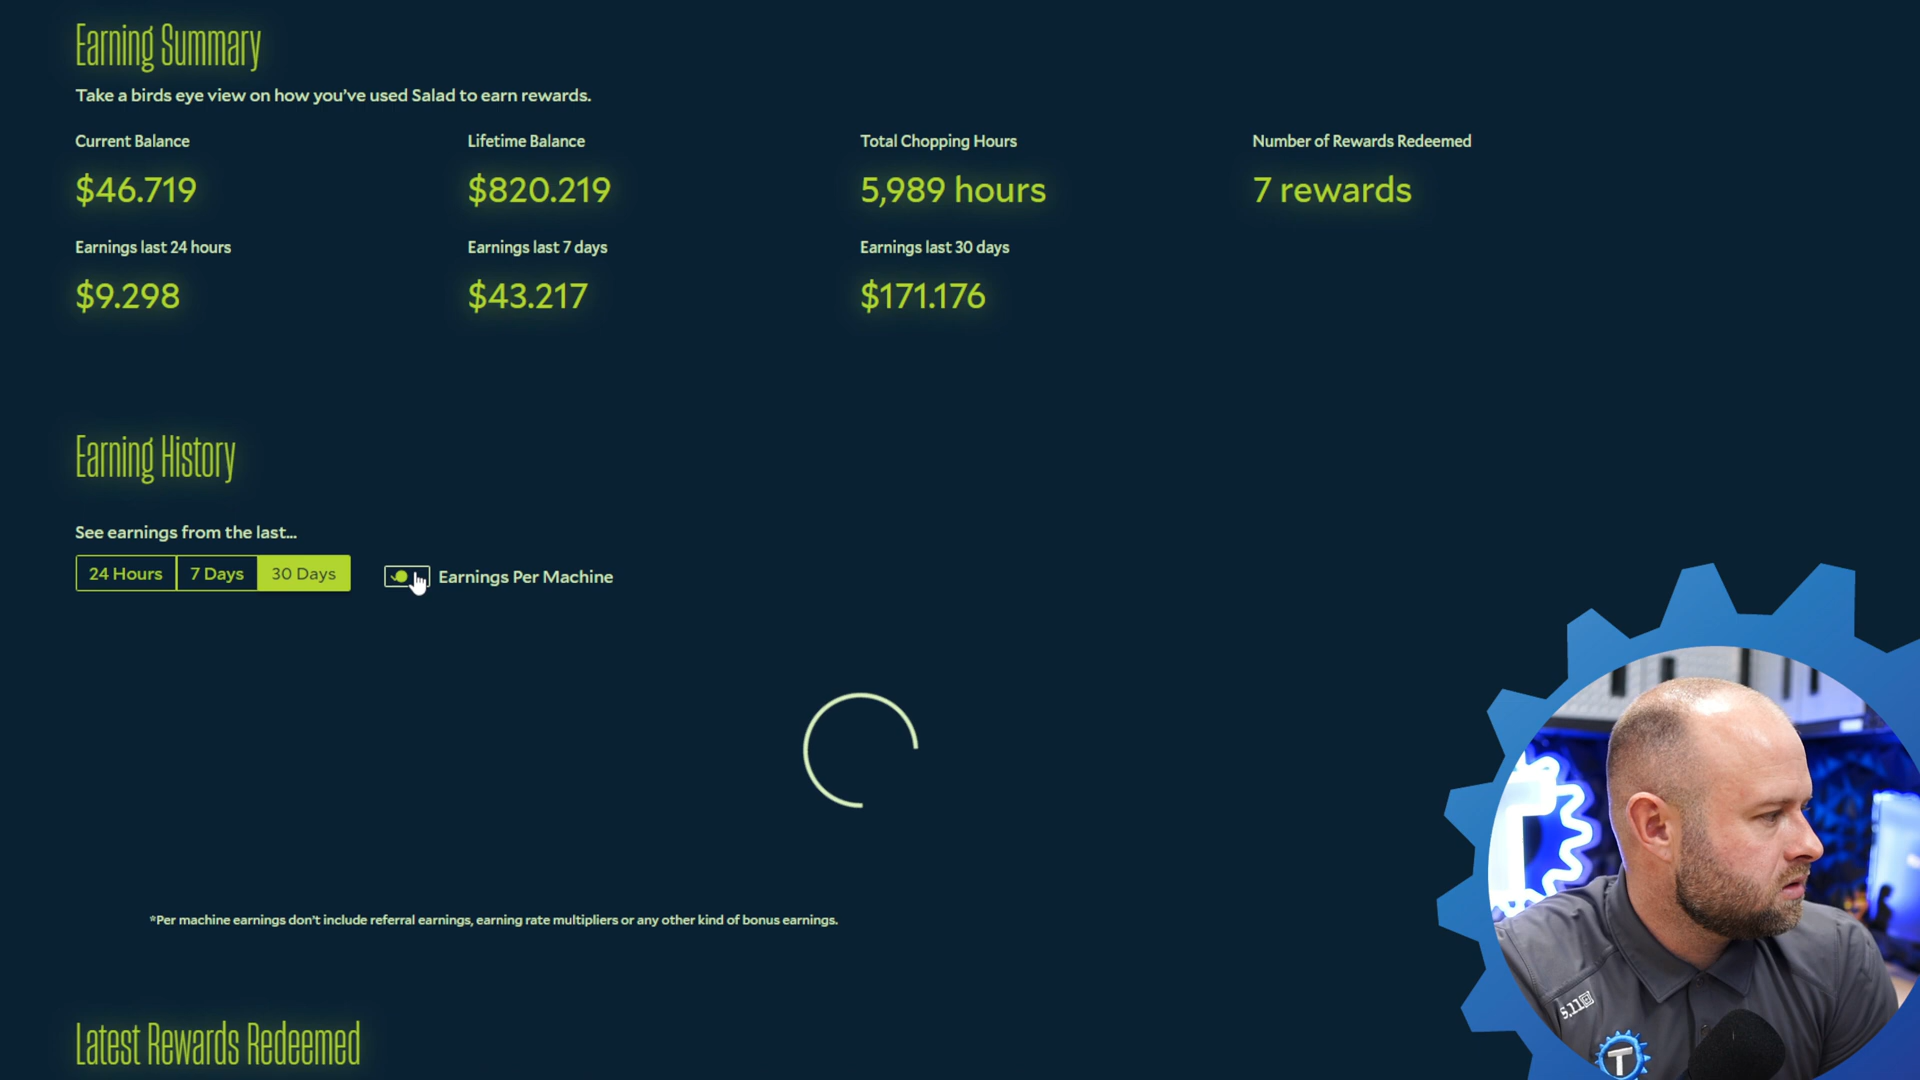 Earning Summary
Take a birds eye view on how you've used Salad to earn rewards.
Current Balance
Lifetime Balance
Total Chopping Hours
Number of Rewards Redeemed
$46.719
$820.219
5,989 hours
7 rewards
Earnings last 24 hours
Earnings last 7 days
Earnings last 30 days
$9.298
$43.217
$171.176
Earning History
See earnings from the last...
24 Hours
7 Days
30 Days
Earnings Per Machine
*Per machine earnings don't include referral earnings, earning rate multipliers or any other kind of bonus earnings.
Latest Rewards Redeemed
5.11
T